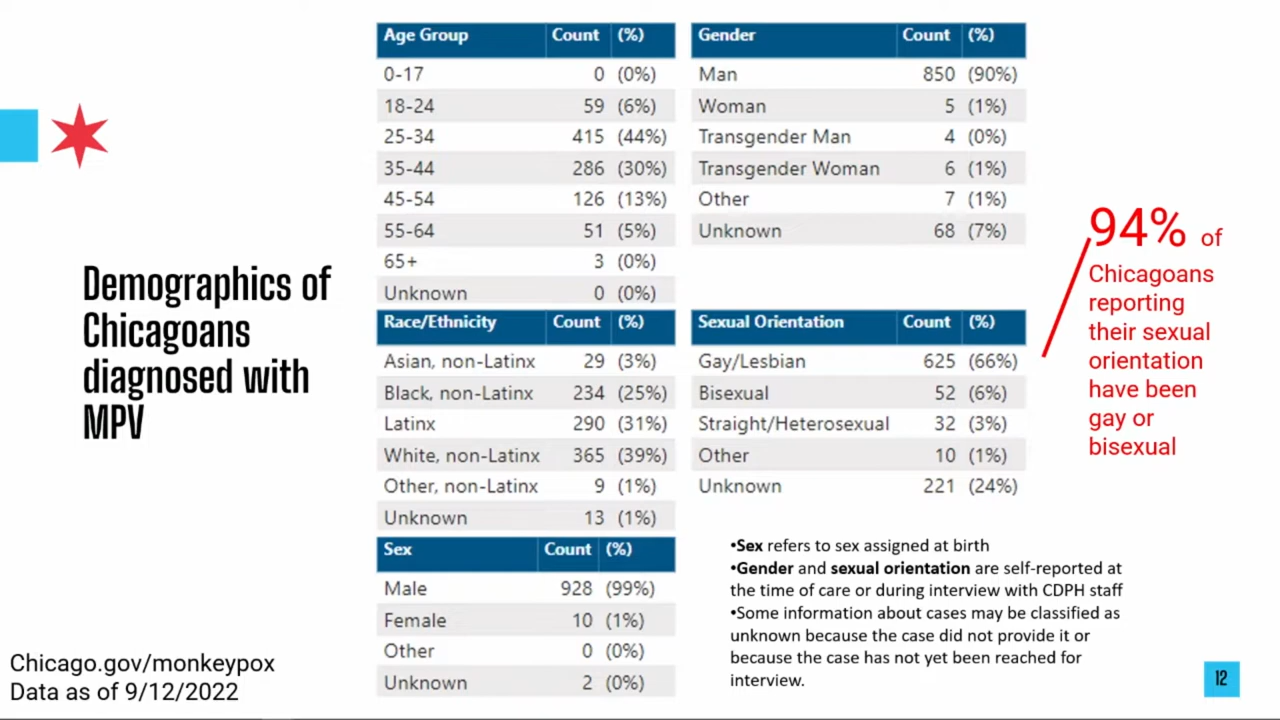 Demographics of
Chicagoans
diagnosed with
MPV
Age Group Count (%)
0-17 0 (0%)
18-24 59 (6%)
25-34 415 (44%)
35-44 286 (30%)
45-54 126 (13%)
55-64 51 (5%)
65+ 3 (0%)
Unknown 0 (0%)
Race/Ethnicity Count (%)
Asian, non-Latinx 29 (3%)
Black, non-Latinx 234 (25%)
Latinx 290 (31%)
White, non-Latinx 365 (39%)
Other, non-Latinx 9 (1%)
Unknown 13 (1%)
Sex Count (%)
Male 928 (99%)
Female 10 (1%)
Other 0 (0%)
Unknown 2 (0%)
Gender Count (%)
Man 850 (90%)
Woman 5 (1%)
Transgender Man 4 (0%)
Transgender Woman 6 (1%)
Other 7 (1%)
Unknown 68 (7%)
Sexual Orientation Count (%)
Gay/Lesbian 625 (66%)
Bisexual 52 (6%)
Straight/Heterosexual 32 (3%)
Other 10 (1%)
Unknown 221 (24%)
94% of
Chicagoans
reporting
their sexual
orientation
have been
gay or
bisexual
•Sex refers to sex assigned at birth
•Gender and sexual orientation are self-reported at
the time of care or during interview with CDPH staff
•Some information about cases may be classified as
unknown because the case did not provide it or
because the case has not yet been reached for
interview.
Chicago.gov/monkeypox
Data as of 9/12/2022
12